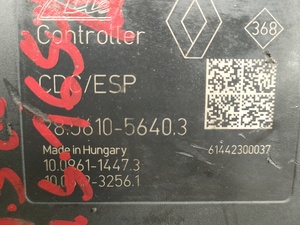 Controller
368
CDC/ESP
28.5610-5640.3
Made in Hungary
61442300037
10.0961-1447.3